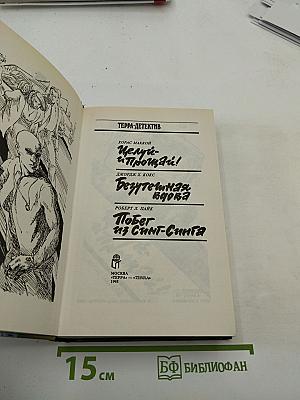 ТЕРРА-ДЕТЕКТИВ
ХОРАС МАККОЙ
Целуй-
и прощай!
ДЖОРДЖ Х. КОКС
Безутешная
вдова
РОБЕРТ Л. ПАЙК
Побег
из Синг-Синга
МОСКВА
«ТЕРРА» — «TERRA»
1995
15 см
БФ БИБЛИОФАН